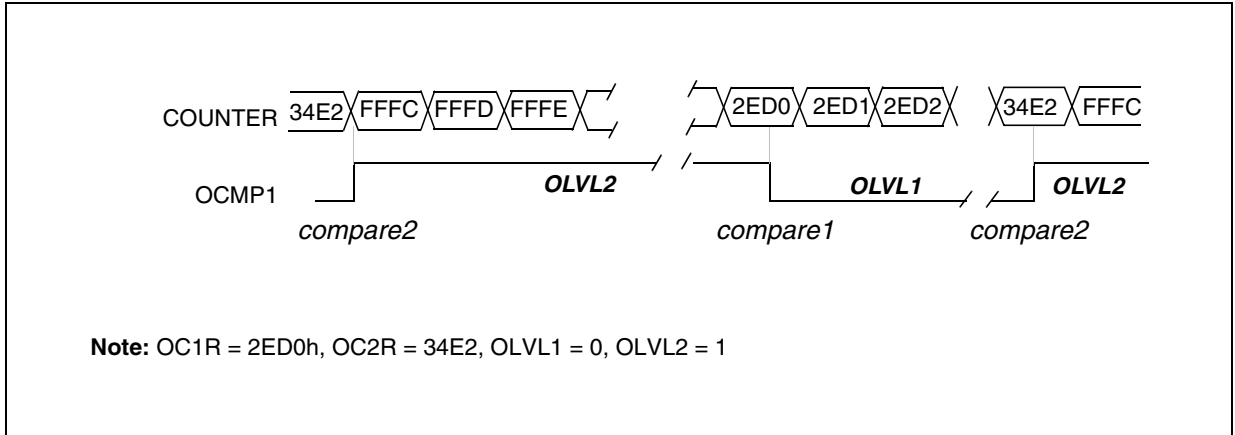 COUNTER 34E2 FFFC FFFD FFFE 2ED0 2ED1 2ED2 34E2 FFFC
OCMP1 OLVL2 OLVL1 OLVL2
compare2 compare1 compare2
Note: OC1R = 2ED0h, OC2R = 34E2, OLVL1 = 0, OLVL2 = 1